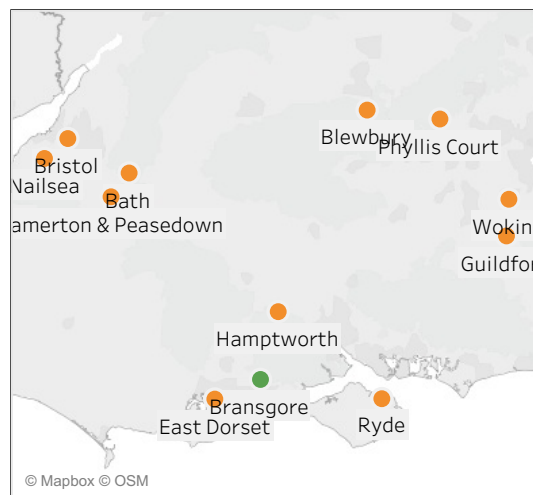 Blewbury
Phyllis Court
Bristol
Nailsea
Bath
amerton & Peasedown
Wokin
Guildfor
Hamptworth
Bransgore
East Dorset
Ryde
© Mapbox © OSM